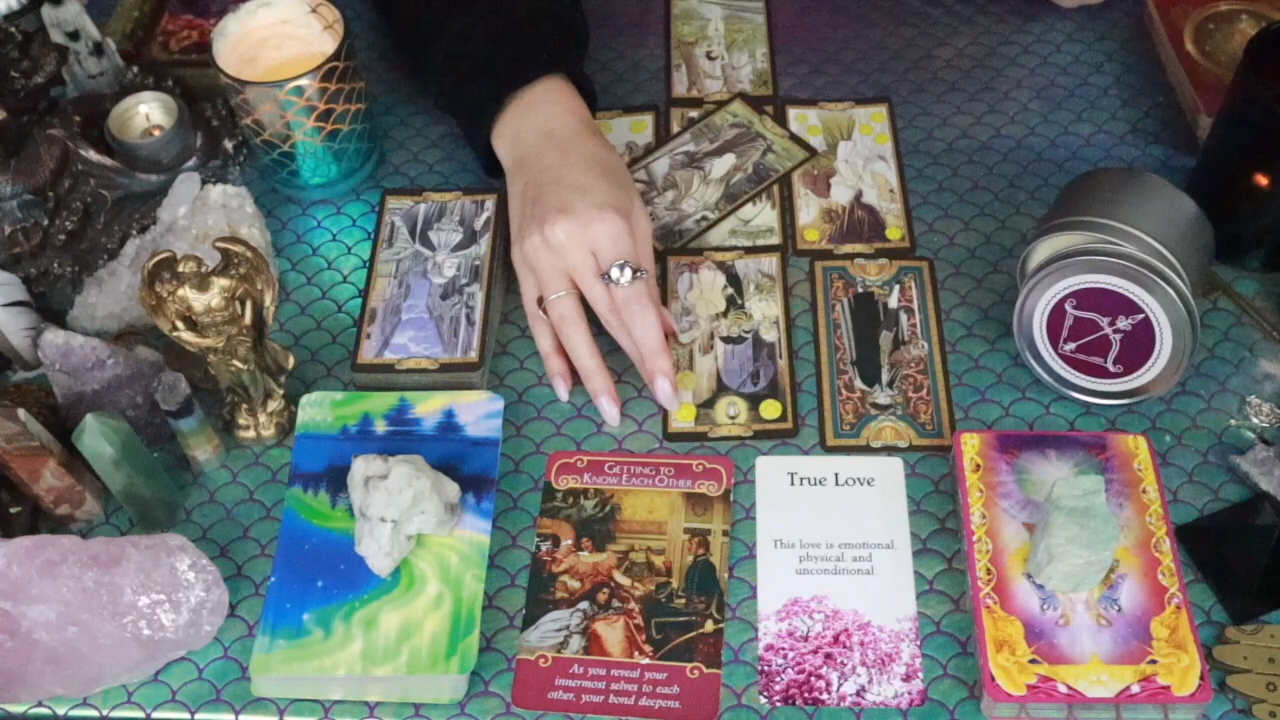 GETTING TO
KNOW EACH OTHER
As you reveal your
innermost selves to each
other, your bond deepens.
True Love
This love is emotional,
physical, and
unconditional.